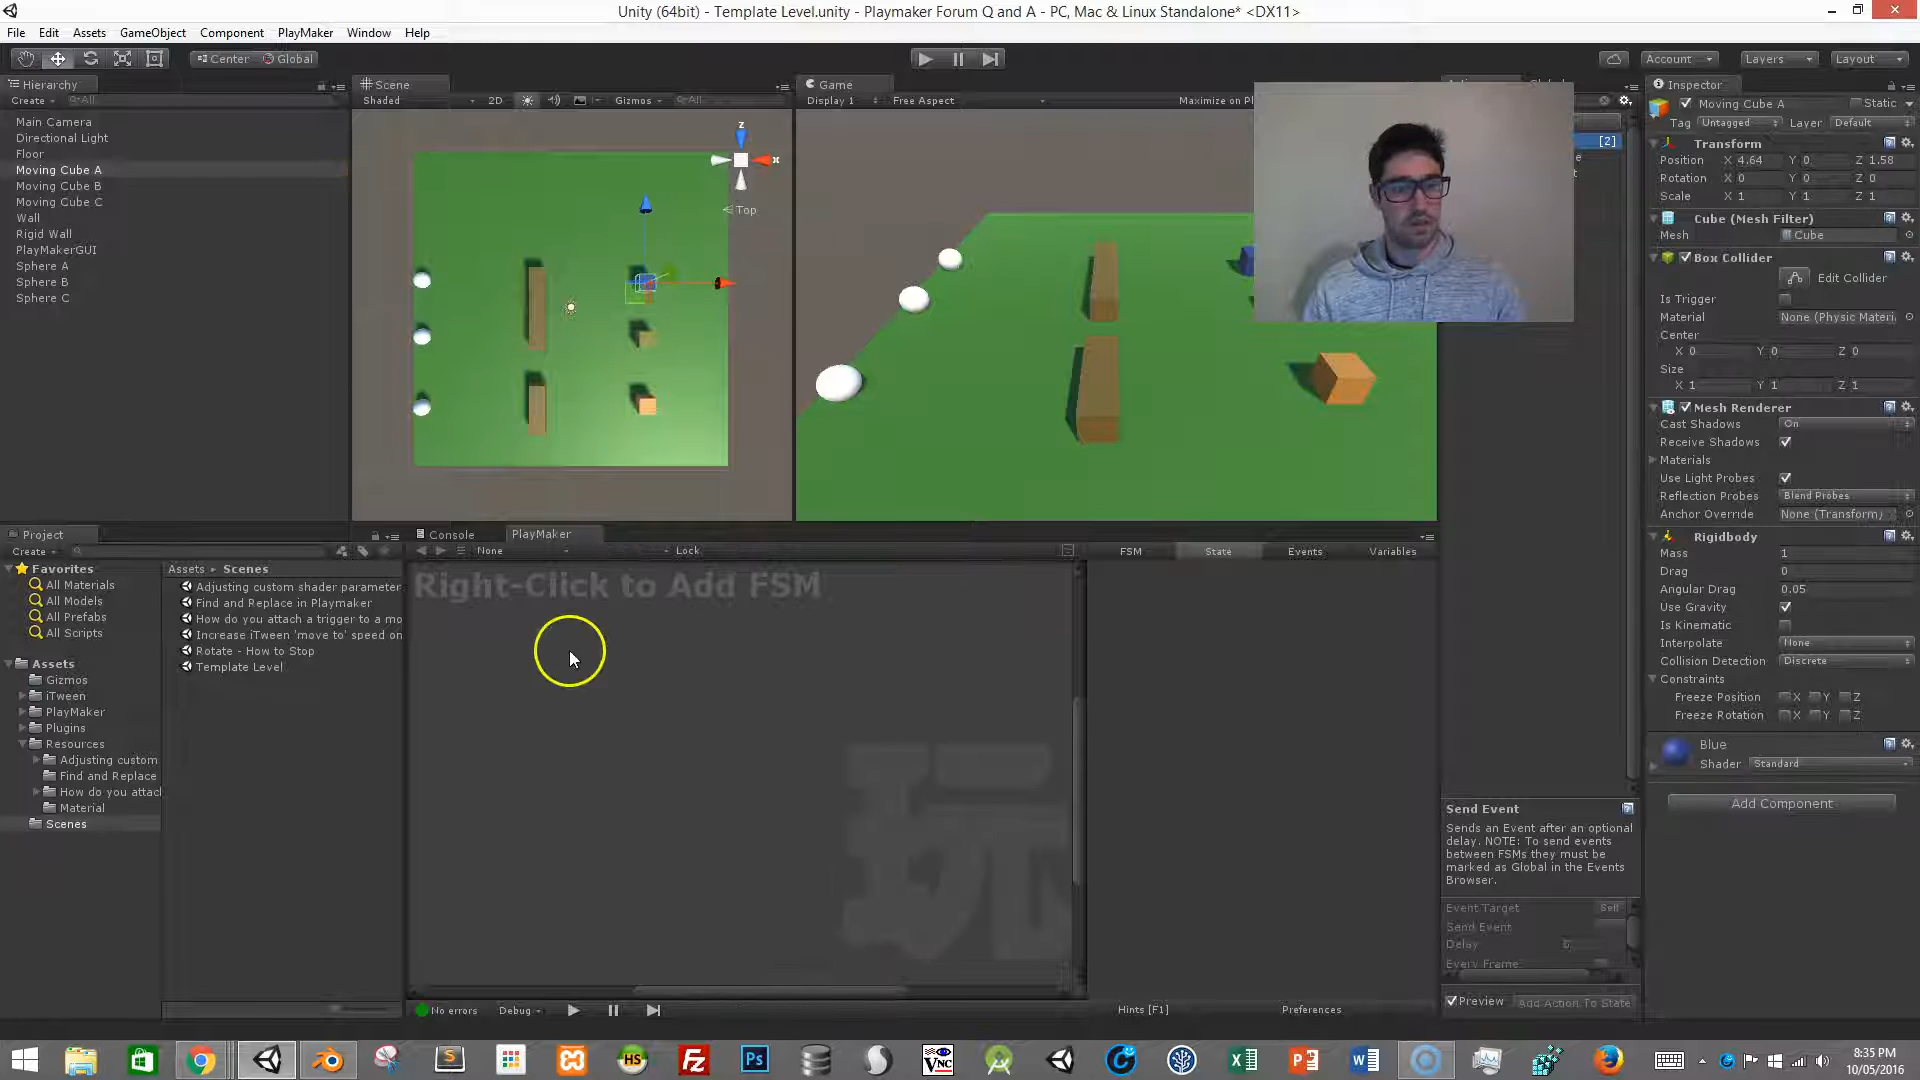 Unity (64bit) - Template Level.unity - Playmaker Forum Q and A - PC, Mac & Linux Standalone* <DX11>
File Edit Assets GameObject Component PlayMaker Window Help
Center Global Account Layers Layout
Hierarchy
Create All
Main Camera
Directional Light
Floor
Moving Cube A
Moving Cube B
Moving Cube C
Wall
Rigid Wall
PlayMakerGUI
Sphere A
Sphere B
Sphere C
Scene
Shaded 2D Gizmos All
z
x
Top
Game
Display 1 Free Aspect Maximize on Pl
[2]
Project
Create
Favorites
All Materials
All Models
All Prefabs
All Scripts
Assets
Gizmos
iTween
PlayMaker
Plugins
Resources
Adjusting custom
Find and Replace
How do you attacl
Material
Scenes
Assets Scenes
Adjusting custom shader parameter
Find and Replace in Playmaker
How do you attach a trigger to a mo
Increase iTween 'move to' speed on
Rotate - How to Stop
Template Level
Console PlayMaker
None Lock
Right-Click to Add FSM
玩
No errors Debug
FSM State Events Variables
Hints [F1] Preferences
Send Event
Sends an Event after an optional
delay. NOTE: To send events
between FSMs they must be
marked as Global in the Events
Browser.
Event Target Self
Send Event
Delay 0
Every Frame
Preview Add Action To State
Inspector
Moving Cube A Static
Tag Untagged Layer Default
Transform
Position X 4.64 Y 0 Z 1.58
Rotation X 0 Y 0 Z 0
Scale X 1 Y 1 Z 1
Cube (Mesh Filter)
Mesh Cube
Box Collider
Edit Collider
Is Trigger
Material None (Physic Materi
Center
X 0 Y 0 Z 0
Size
X 1 Y 1 Z 1
Mesh Renderer
Cast Shadows On
Receive Shadows
Materials
Use Light Probes
Reflection Probes Blend Probes
Anchor Override None (Transform)
Rigidbody
Mass 1
Drag 0
Angular Drag 0.05
Use Gravity
Is Kinematic
Interpolate None
Collision Detection Discrete
Constraints
Freeze Position X Y Z
Freeze Rotation X Y Z
Blue
Shader Standard
Add Component
8:35 PM
10/05/2016